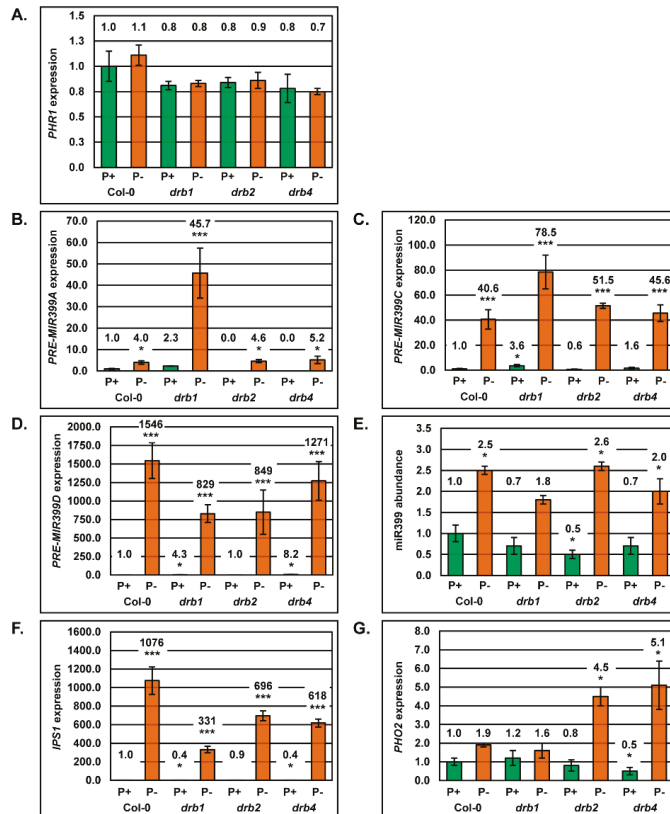 A.
PHR1 expression
1.5
1.3
1.0
0.8
0.5
0.3
0.0
1.0 1.1 0.8 0.8 0.8 0.9 0.8 0.7
P+ P- P+ P- P+ P- P+ P-
Col-0 drb1 drb2 drb4
B.
PRE-MIR399A expression
70.0
60.0
50.0
40.0
30.0
20.0
10.0
0.0
1.0 4.0 2.3 45.7 0.0 4.6 0.0 5.2
* *** * *
P+ P- P+ P- P+ P- P+ P-
Col-0 drb1 drb2 drb4
C.
PRE-MIR399C expression
120.0
100.0
80.0
60.0
40.0
20.0
0.0
1.0 40.6 3.6 78.5 0.6 51.5 1.6 45.6
*** * *** *** ***
P+ P- P+ P- P+ P- P+ P-
Col-0 drb1 drb2 drb4
D.
PRE-MIR399D expression
2000.0
1750.0
1500.0
1250.0
1000.0
750.0
500.0
250.0
0.0
1.0 1546 4.3 829 1.0 849 8.2 1271
*** * *** *** * ***
P+ P- P+ P- P+ P- P+ P-
Col-0 drb1 drb2 drb4
E.
miR399 abundance
3.5
3.0
2.5
2.0
1.5
1.0
0.5
0.0
1.0 2.5 0.7 1.8 0.5 2.6 0.7 2.0
* * * *
P+ P- P+ P- P+ P- P+ P-
Col-0 drb1 drb2 drb4
F.
IPS1 expression
1600.0
1400.0
1200.0
1000.0
800.0
600.0
400.0
200.0
0.0
1.0 1076 0.4 331 0.9 696 0.4 618
*** * *** *** * ***
P+ P- P+ P- P+ P- P+ P-
Col-0 drb1 drb2 drb4
G.
PHO2 expression
8.0
7.0
6.0
5.0
4.0
3.0
2.0
1.0
0.0
1.0 1.9 1.2 1.6 0.8 4.5 0.5 5.1
* * *
P+ P- P+ P- P+ P- P+ P-
Col-0 drb1 drb2 drb4